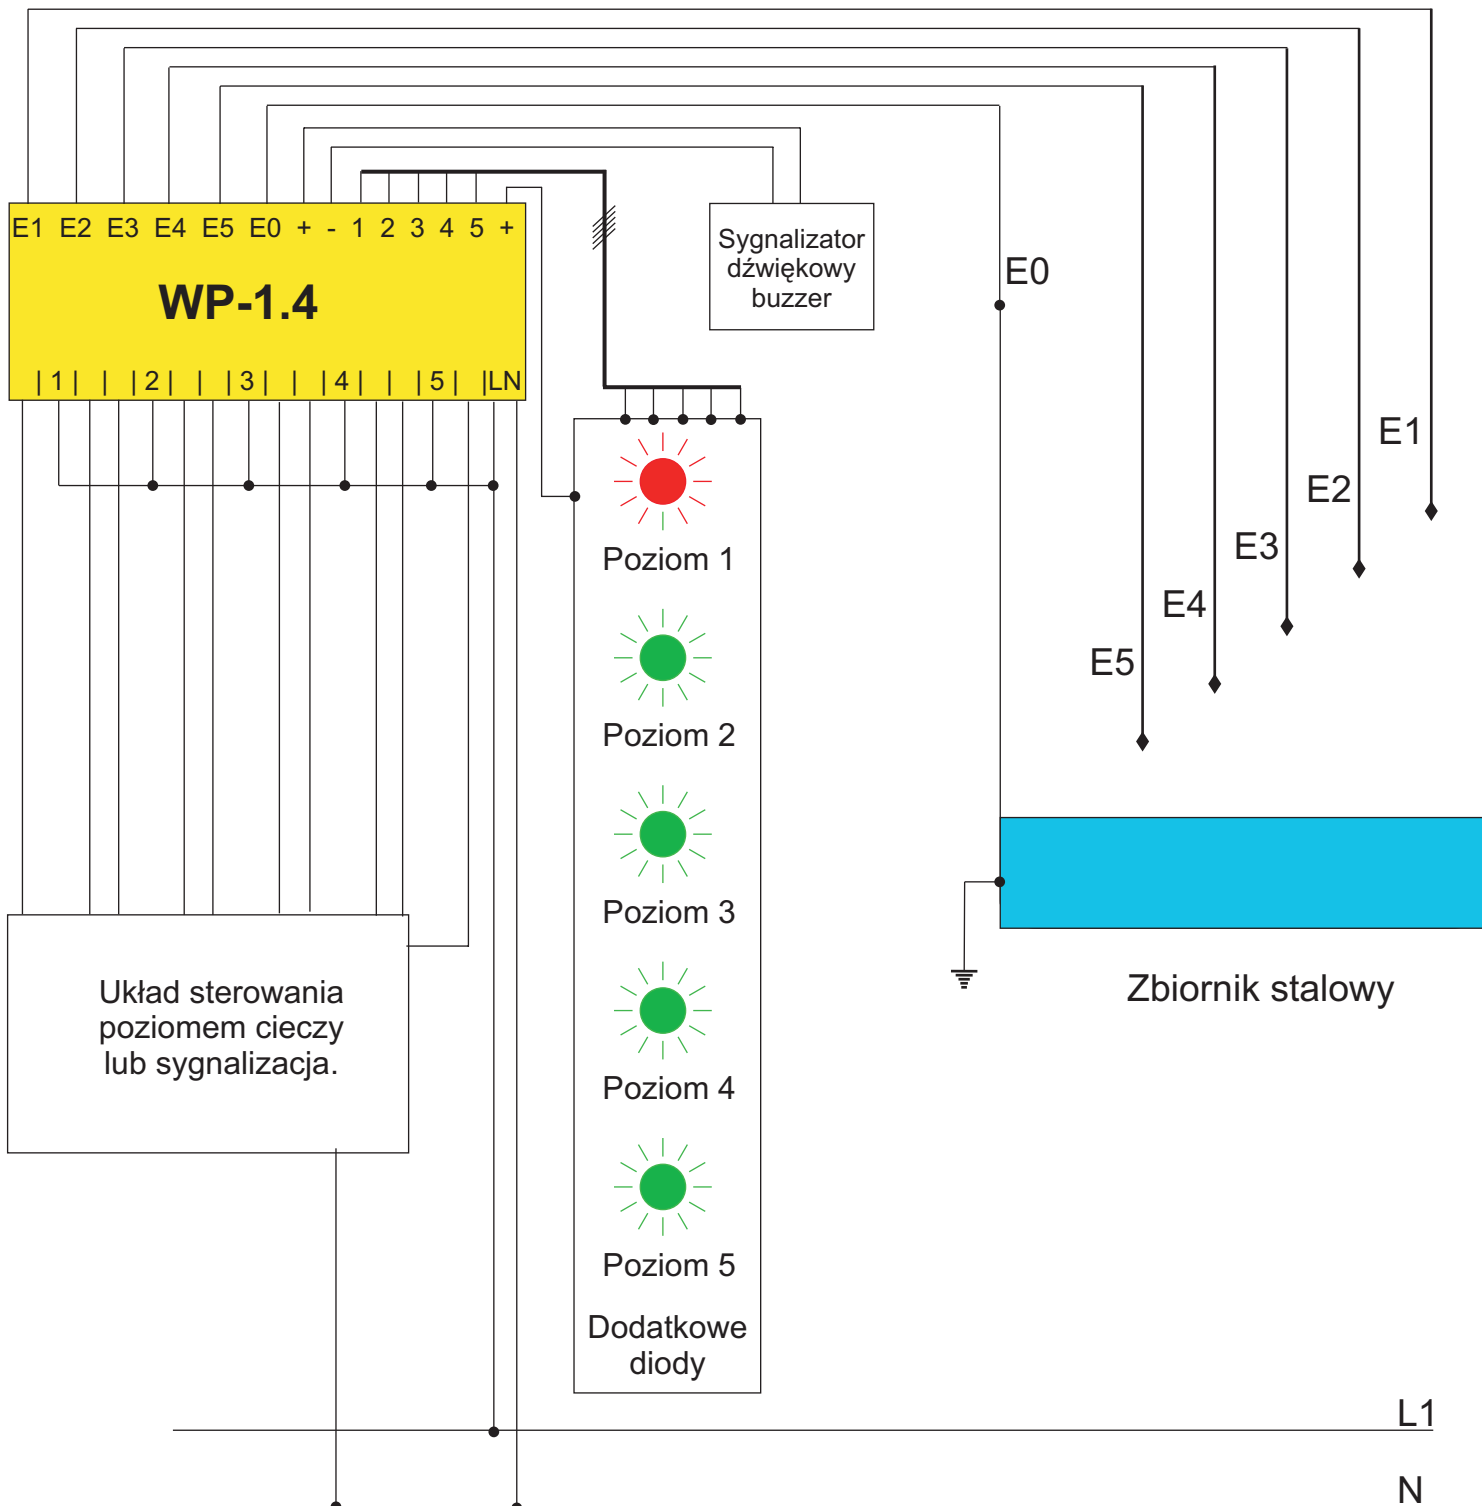 E1 E2 E3 E4 E5 E0 + - 1 2 3 4 5 +
WP-1.4
| 1 | | | 2 | | | 3 | | | 4 | | | 5 | | LN
Sygnalizator
dźwiękowy
buzzer
E0
E1
E2
E3
E4
E5
Poziom 1
Poziom 2
Poziom 3
Poziom 4
Poziom 5
Dodatkowe
diody
Układ sterowania
poziomem cieczy
lub sygnalizacja.
Zbiornik stalowy
L1
N